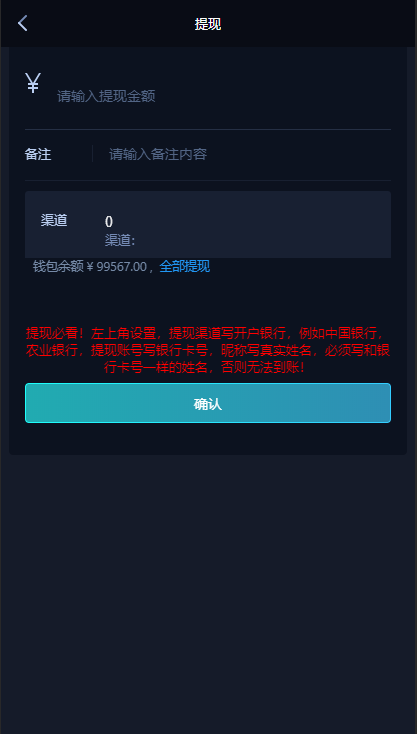 提现
¥ 请输入提现金额
备注 请输入备注内容
渠道 ()
渠道:
钱包余额 ¥ 99567.00 , 全部提现
提现必看！左上角设置，提现渠道写开户银行，例如中国银行，
农业银行，提现账号写银行卡号，昵称写真实姓名，必须写和银
行卡号一样的姓名，否则无法到账！
确认